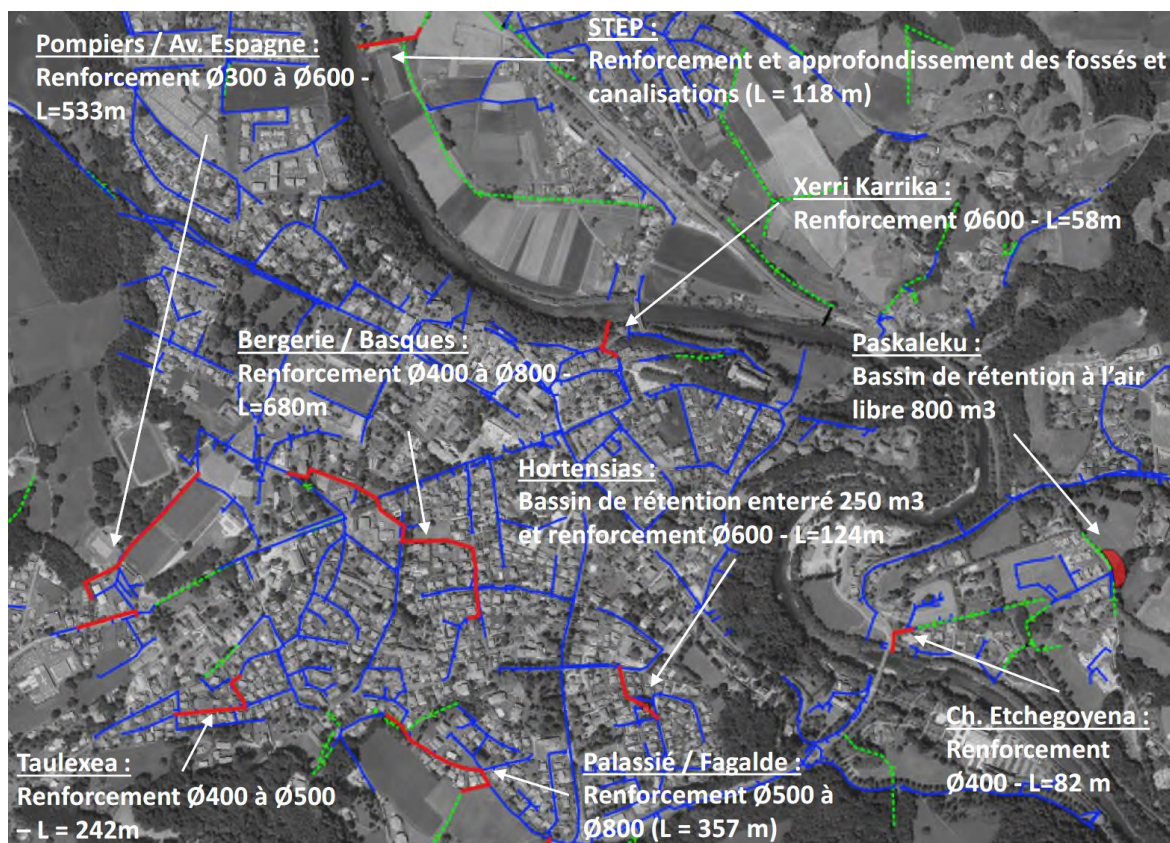 Pompiers / Av. Espagne :
Renforcement Ø300 à Ø600 -
L=533m
STEP :
Renforcement et approfondissement des fossés et
canalisations (L = 118 m)
Xerri Karrika :
Renforcement Ø600 - L=58m
Bergerie / Basques :
Renforcement Ø400 à Ø800 -
L=680m
Paskaleku :
Bassin de rétention à l'air
libre 800 m3
Hortensias :
Bassin de rétention enterré 250 m3
et renforcement Ø600 - L=124m
Taulexea :
Renforcement Ø400 à Ø500
– L = 242m
Palassié / Fagalde :
Renforcement Ø500 à
Ø800 (L = 357 m)
Ch. Etchegoyena :
Renforcement
Ø400 - L=82 m